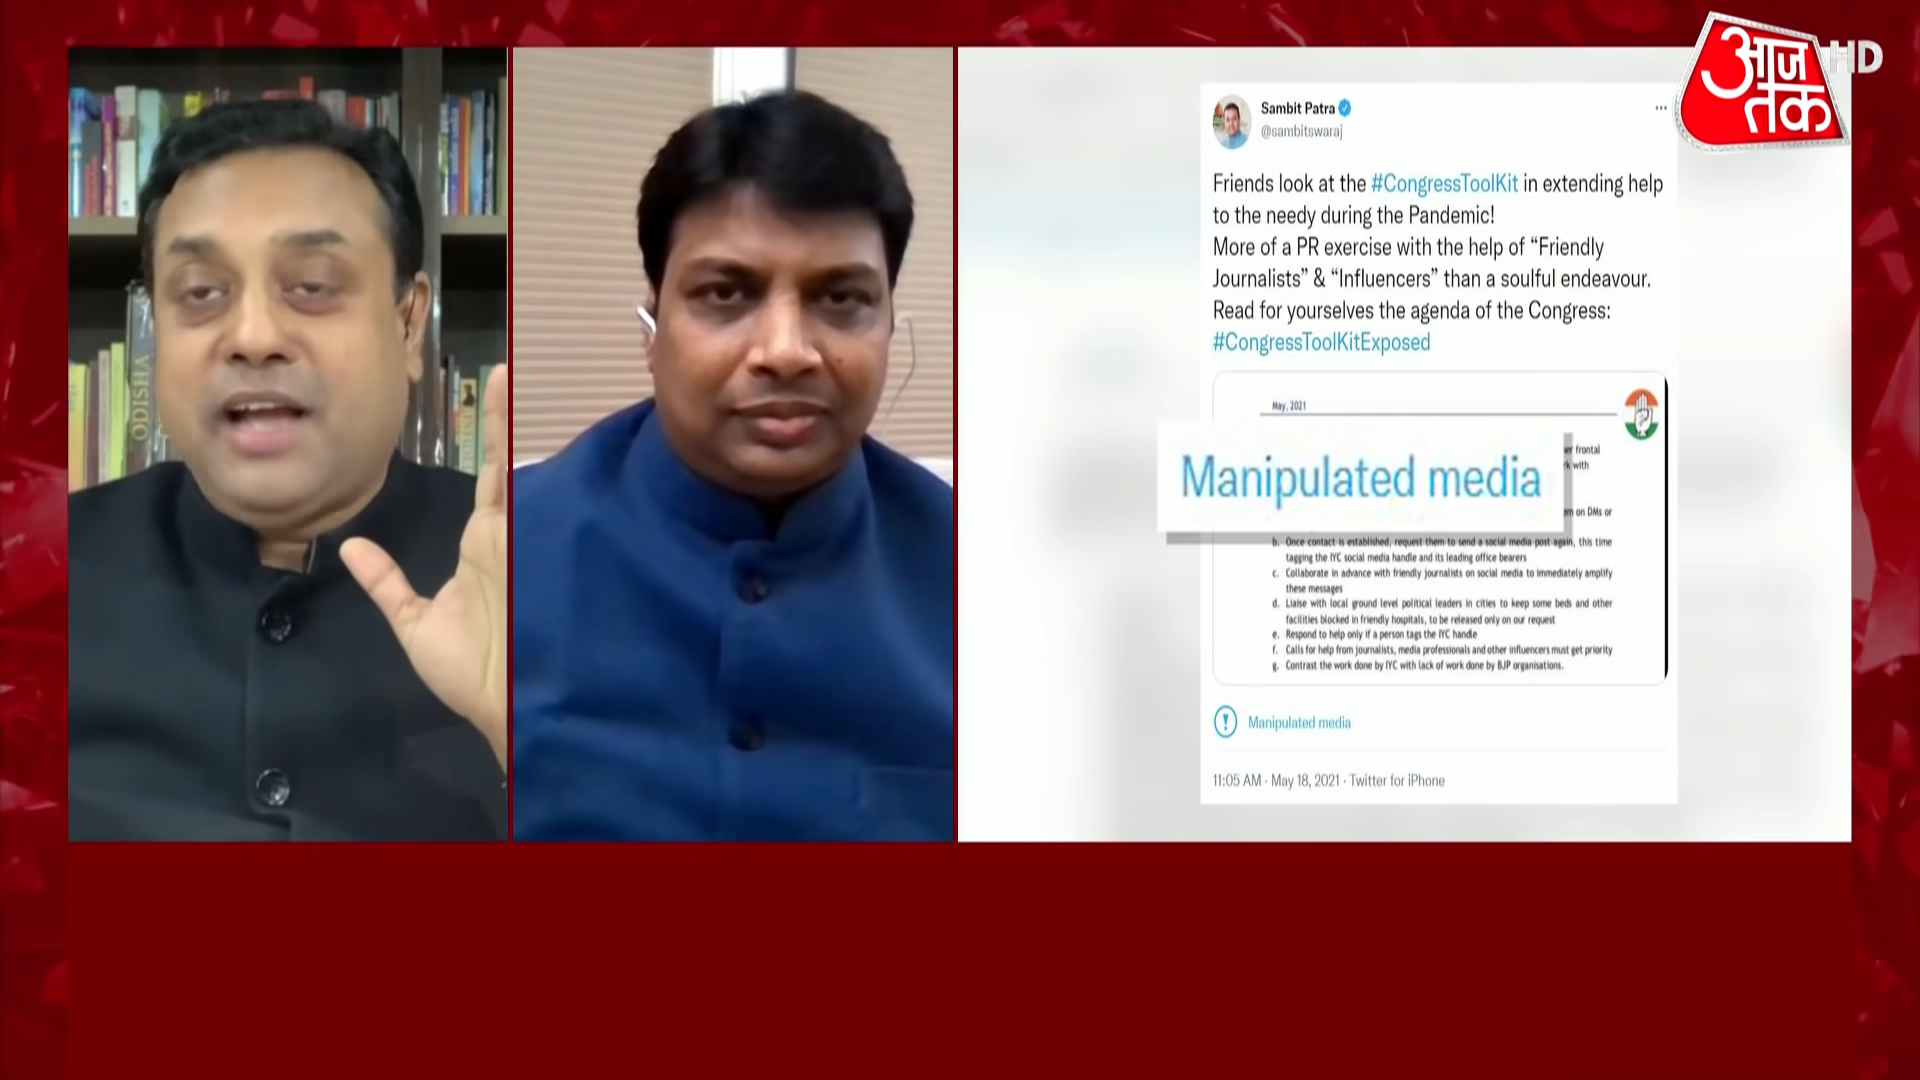 आज
तक
HD
ODISHA
Sambit Patra
@sambitswaraj
Friends look at the #CongressToolKit in extending help
to the needy during the Pandemic!
More of a PR exercise with the help of “Friendly
Journalists” & “Influencers” than a soulful endeavour.
Read for yourselves the agenda of the Congress:
#CongressToolKitExposed
May, 2021
frontal
with
Manipulated media
on DMs or
b. Once contact is established, request them to send a social media post again, this time
tagging the IYC social media handle and its leading office bearers
c. Collaborate in advance with friendly journalists on social media to immediately amplify
these messages
d. Liaise with local ground level political leaders in cities to keep some beds and other
facilities blocked in friendly hospitals, to be released only on our request
e. Respond to help only if a person tags the IYC handle
f. Calls for help from journalists, media professionals and other influencers must get priority
g. Contrast the work done by IYC with lack of work done by BJP organisations.
Manipulated media
11:05 AM · May 18, 2021 · Twitter for iPhone